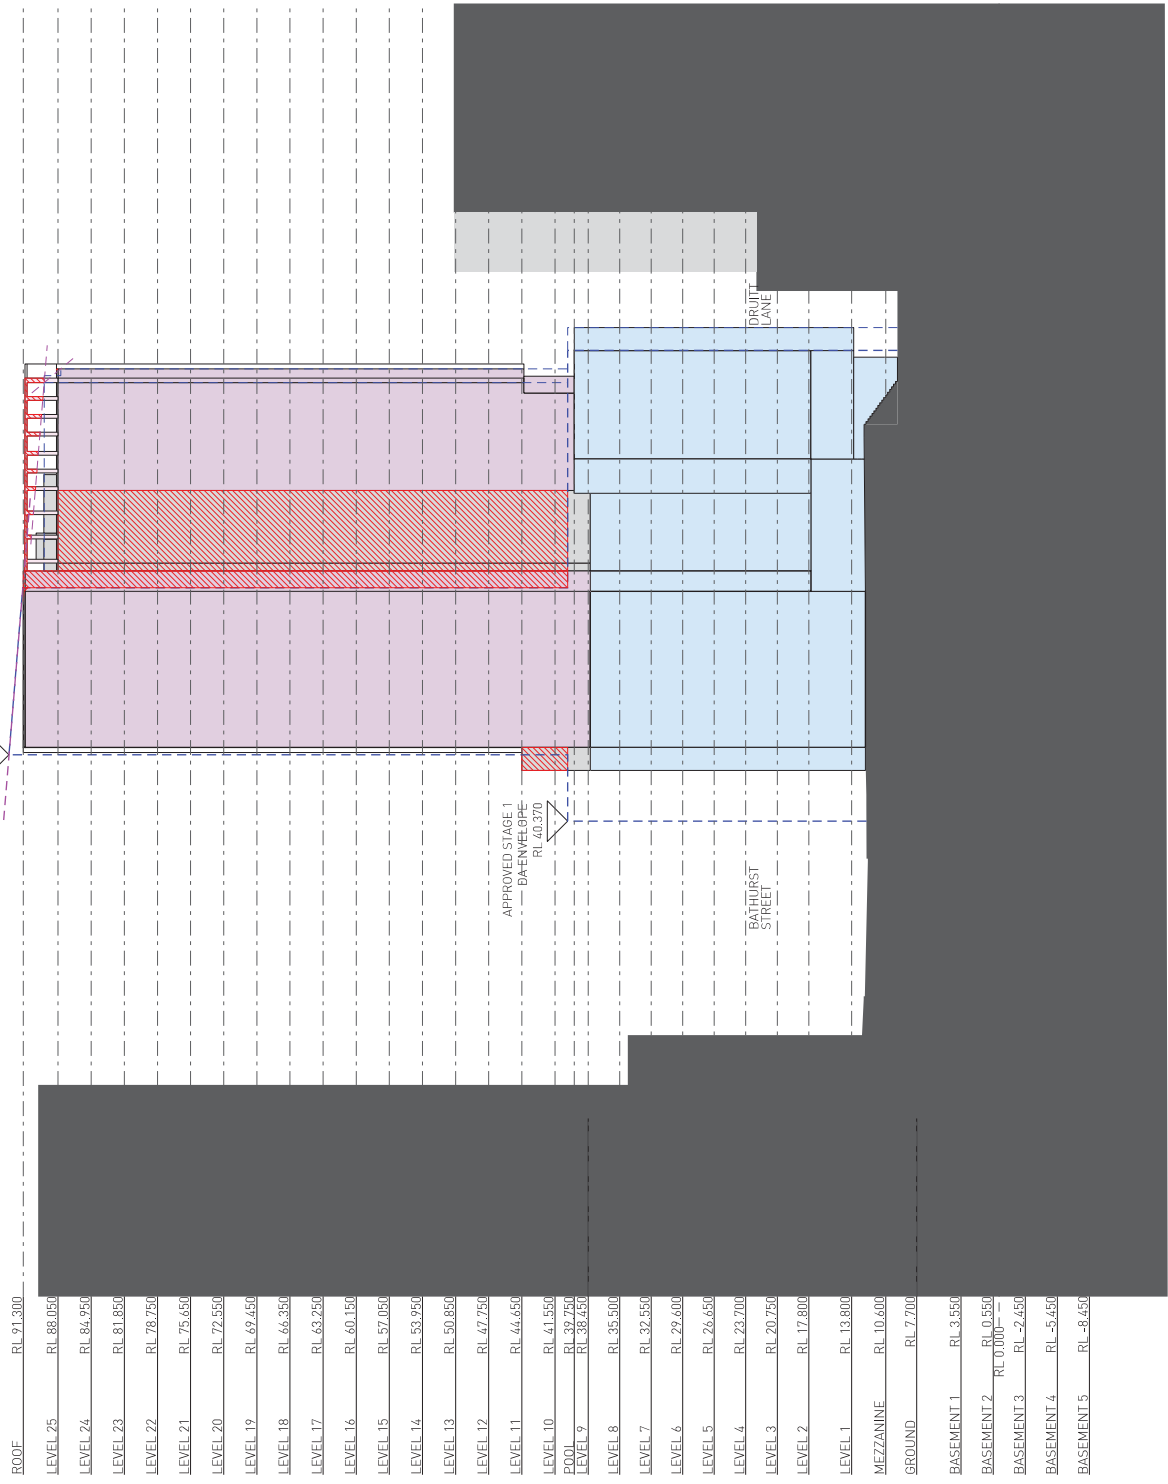 ROOF RL 91.300
LEVEL 25 RL 88.050
LEVEL 24 RL 84.950
LEVEL 23 RL 81.850
LEVEL 22 RL 78.750
LEVEL 21 RL 75.650
LEVEL 20 RL 72.550
LEVEL 19 RL 69.450
LEVEL 18 RL 66.350
LEVEL 17 RL 63.250
LEVEL 16 RL 60.150
LEVEL 15 RL 57.050
LEVEL 14 RL 53.950
LEVEL 13 RL 50.850
LEVEL 12 RL 47.750
LEVEL 11 RL 44.650
LEVEL 10 RL 41.550
POOL RL 39.750
LEVEL 9 RL 38.450
LEVEL 8 RL 35.500
LEVEL 7 RL 32.550
LEVEL 6 RL 29.600
LEVEL 5 RL 26.650
LEVEL 4 RL 23.700
LEVEL 3 RL 20.750
LEVEL 2 RL 17.800
LEVEL 1 RL 13.800
MEZZANINE RL 10.600
GROUND RL 7.700
BASEMENT 1 RL 3.550
BASEMENT 2 RL 0.550
RL 0.000
BASEMENT 3 RL -2.450
BASEMENT 4 RL -5.450
BASEMENT 5 RL -8.450
APPROVED STAGE 1
DA ENVELOPE
RL 40.370
BATHURST
STREET
DRUITT
LANE